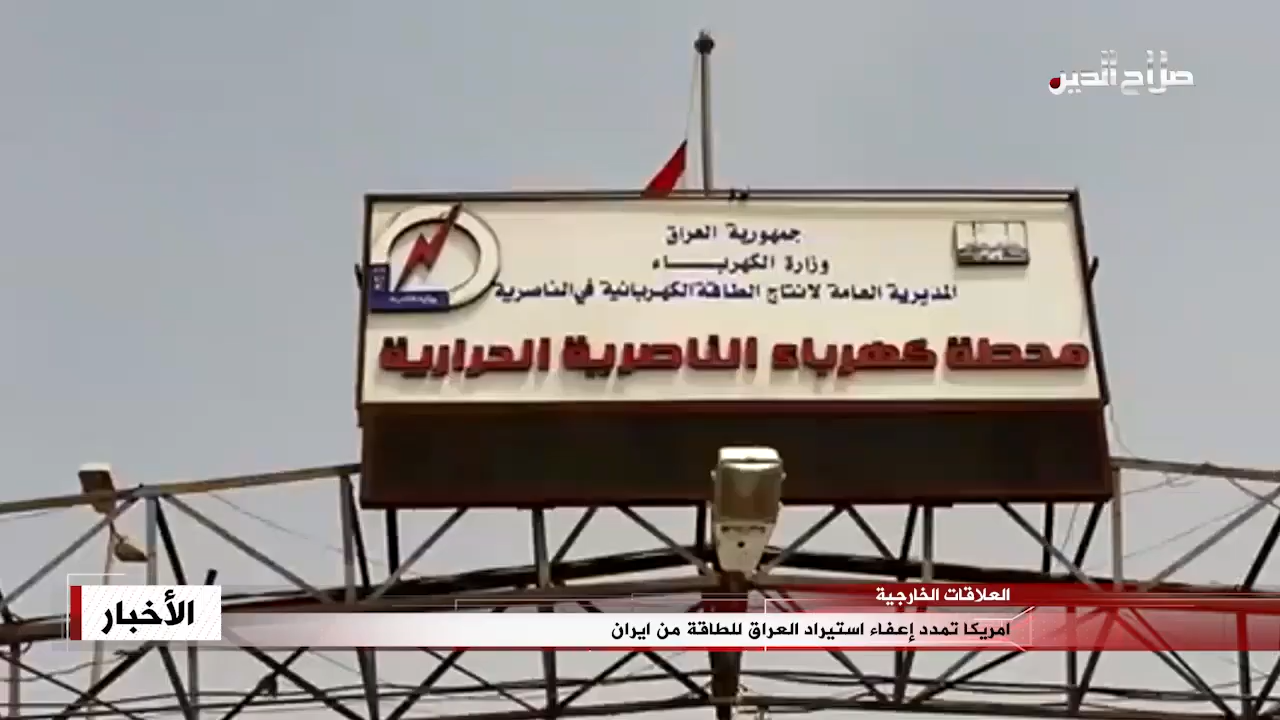 صلاح الدين
جمهورية العراق
وزارة الكهربـــــاء
المديرية العامة لانتاج الطاقة الكهربائية في الناصرية
محطة كهرباء الناصرية الحرارية
العلاقات الخارجية
امريكا تمدد إعفاء استيراد العراق للطاقة من ايران
الأخبار